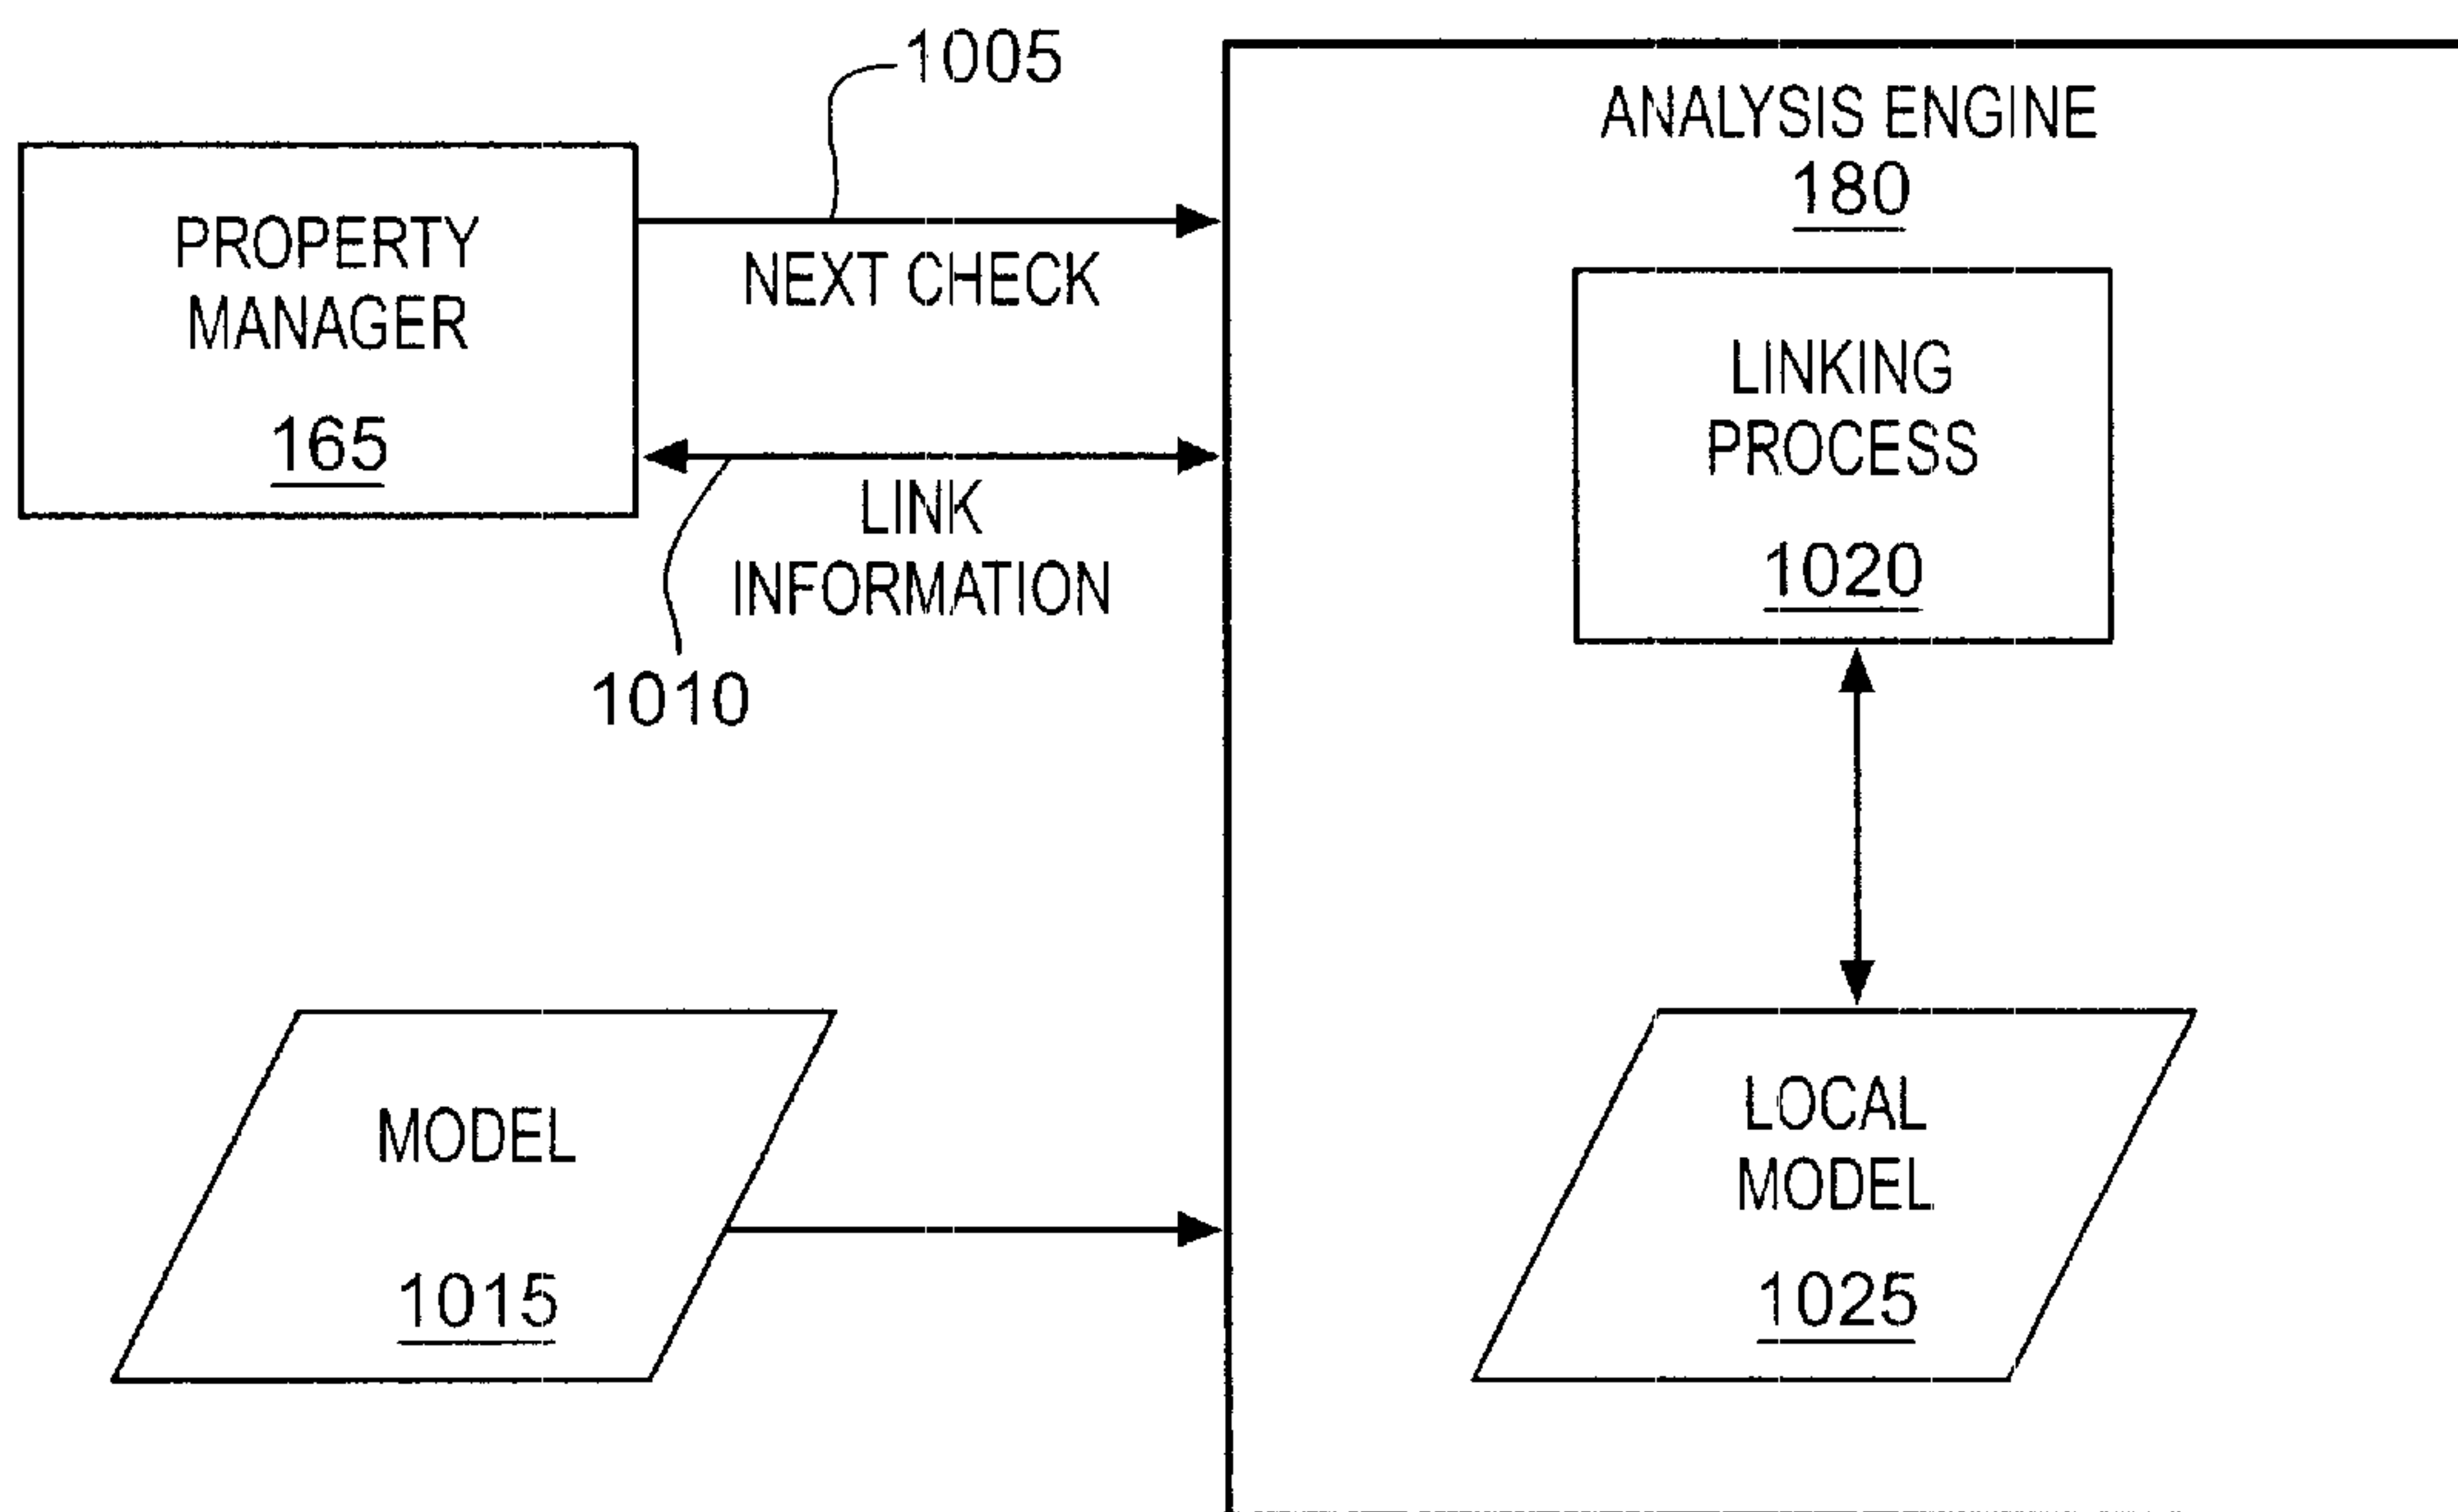 1005
PROPERTY
MANAGER
165
NEXT CHECK
LINK
INFORMATION
1010
MODEL
1015
ANALYSIS ENGINE
180
LINKING
PROCESS
1020
LOCAL
MODEL
1025